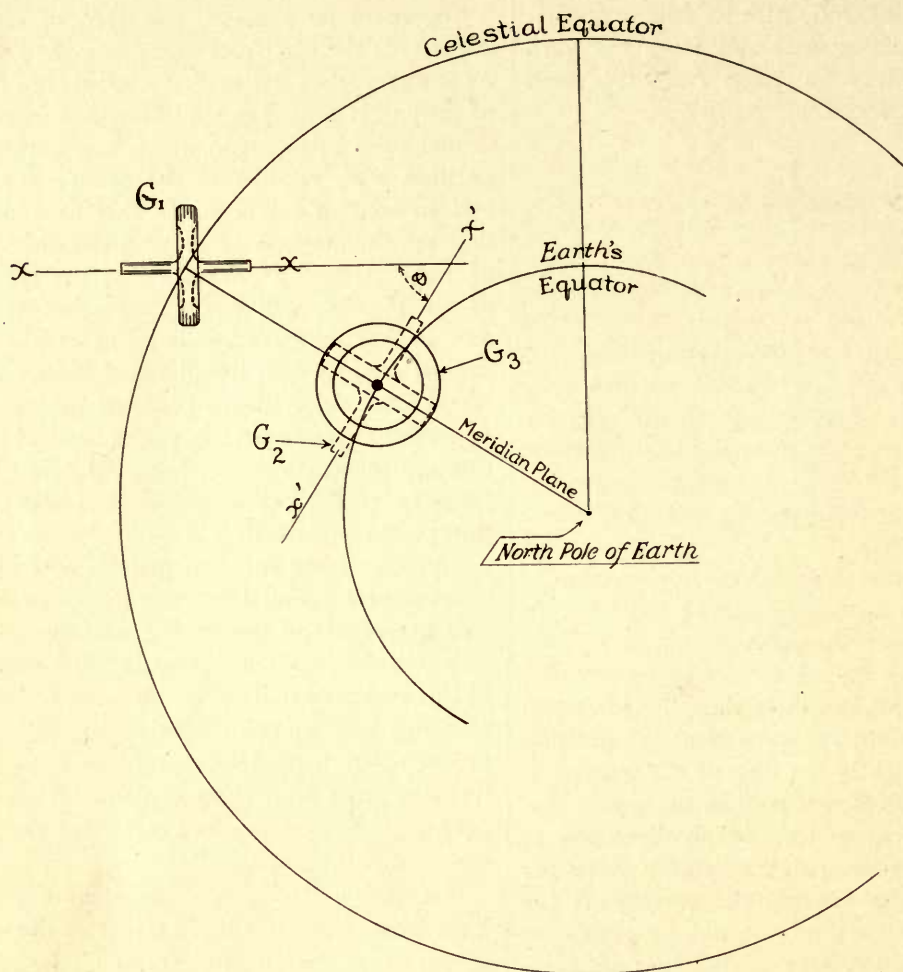 Celestial Equator
G₁
x
x
x'
θ
Earth's
Equator
G₃
G₂
Meridian Plane
x'
North Pole of Earth